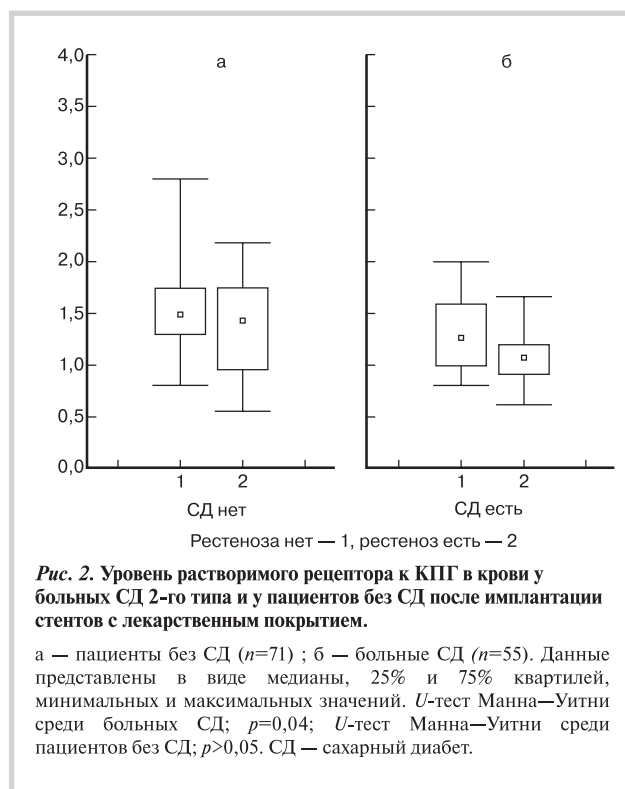 а
б
4,0
3,5
3,0
2,5
2,0
1,5
1,0
0,5
0,0
1 2
1 2
СД нет
СД есть
Рестеноза нет — 1, рестеноз есть — 2
Рис. 2. Уровень растворимого рецептора к КПГ в крови у
больных СД 2-го типа и у пациентов без СД после имплантации
стентов с лекарственным покрытием.
а — пациенты без СД (n=71) ; б — больные СД (n=55). Данные
представлены в виде медианы, 25% и 75% квартилей,
минимальных и максимальных значений. U-тест Манна—Уитни
среди больных СД; p=0,04; U-тест Манна—Уитни среди
пациентов без СД; p>0,05. СД — сахарный диабет.